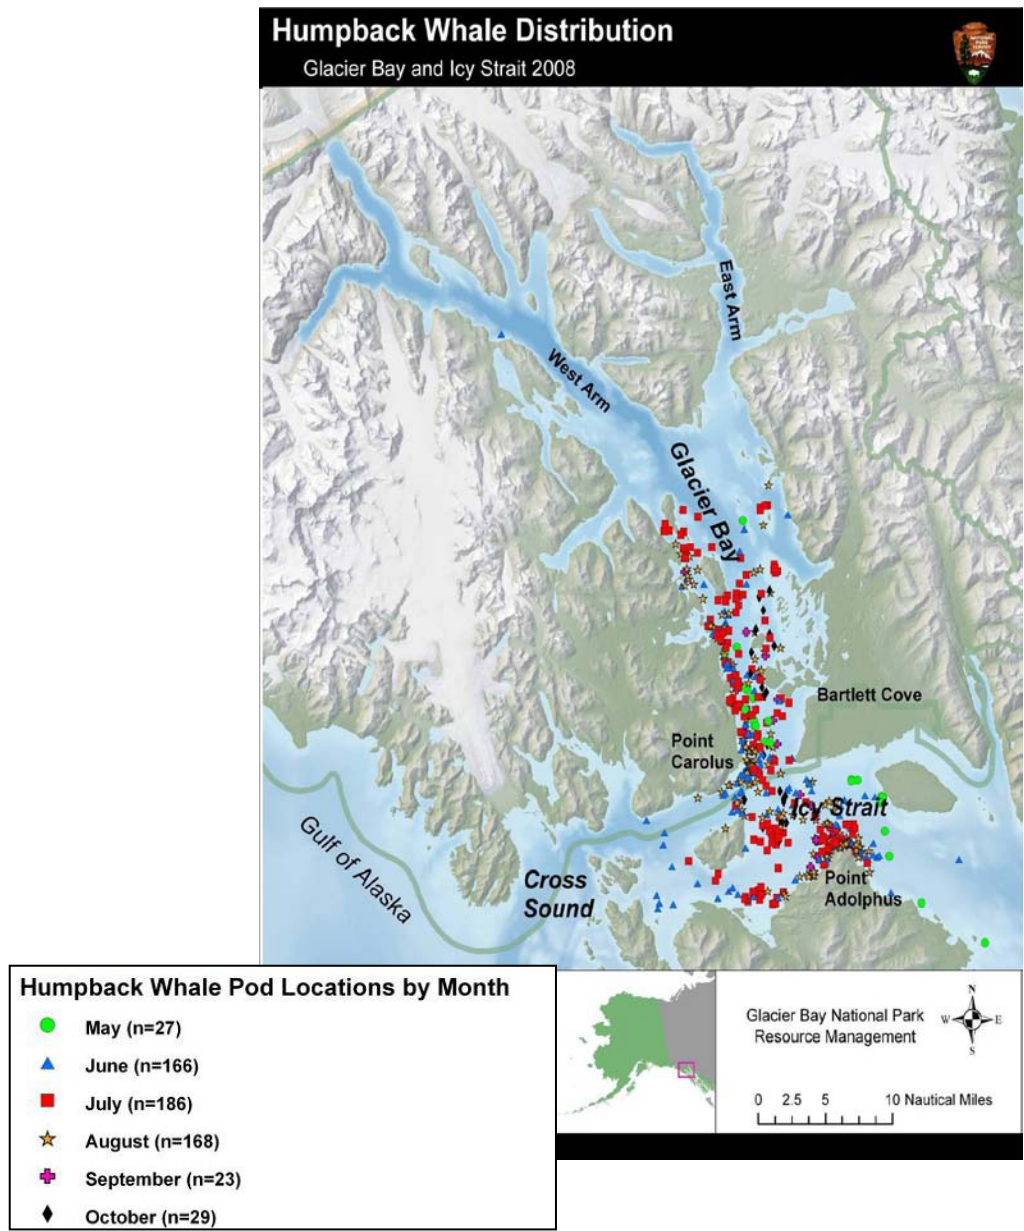 Humpback Whale Distribution
Glacier Bay and Icy Strait 2008
NATIONAL
PARK
SERVICE
East Arm
West Arm
Glacier Bay
Bartlett Cove
Point
Carolus
Icy Strait
Gulf of Alaska
Cross
Sound
Point
Adolphus
Humpback Whale Pod Locations by Month
May (n=27)
June (n=166)
July (n=186)
August (n=168)
September (n=23)
October (n=29)
Glacier Bay National Park
Resource Management
N
W E
S
0 2.5 5 10 Nautical Miles